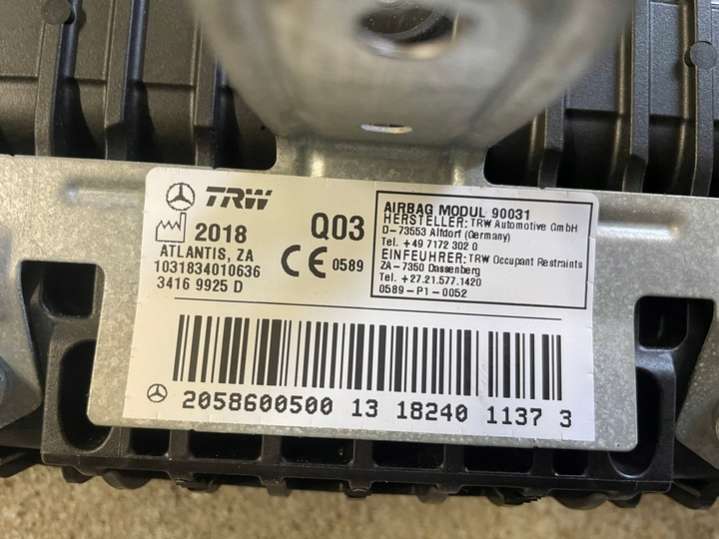 TRW
2018
Q03
ATLANTIS, ZA
1031834010636
3416 9925 D
CE 0589
AIRBAG MODUL 90031
HERSTELLER: TRW Automotive GmbH
D-73553 Alfdorf (Germany)
Tel. +49 7172 302 0
EINFEUHRER: TRW Occupant Restraints
ZA-7350 Dassenberg
Tel. +27.21.577.1420
0589-P1-0052
2058600500 13 18240 1137 3